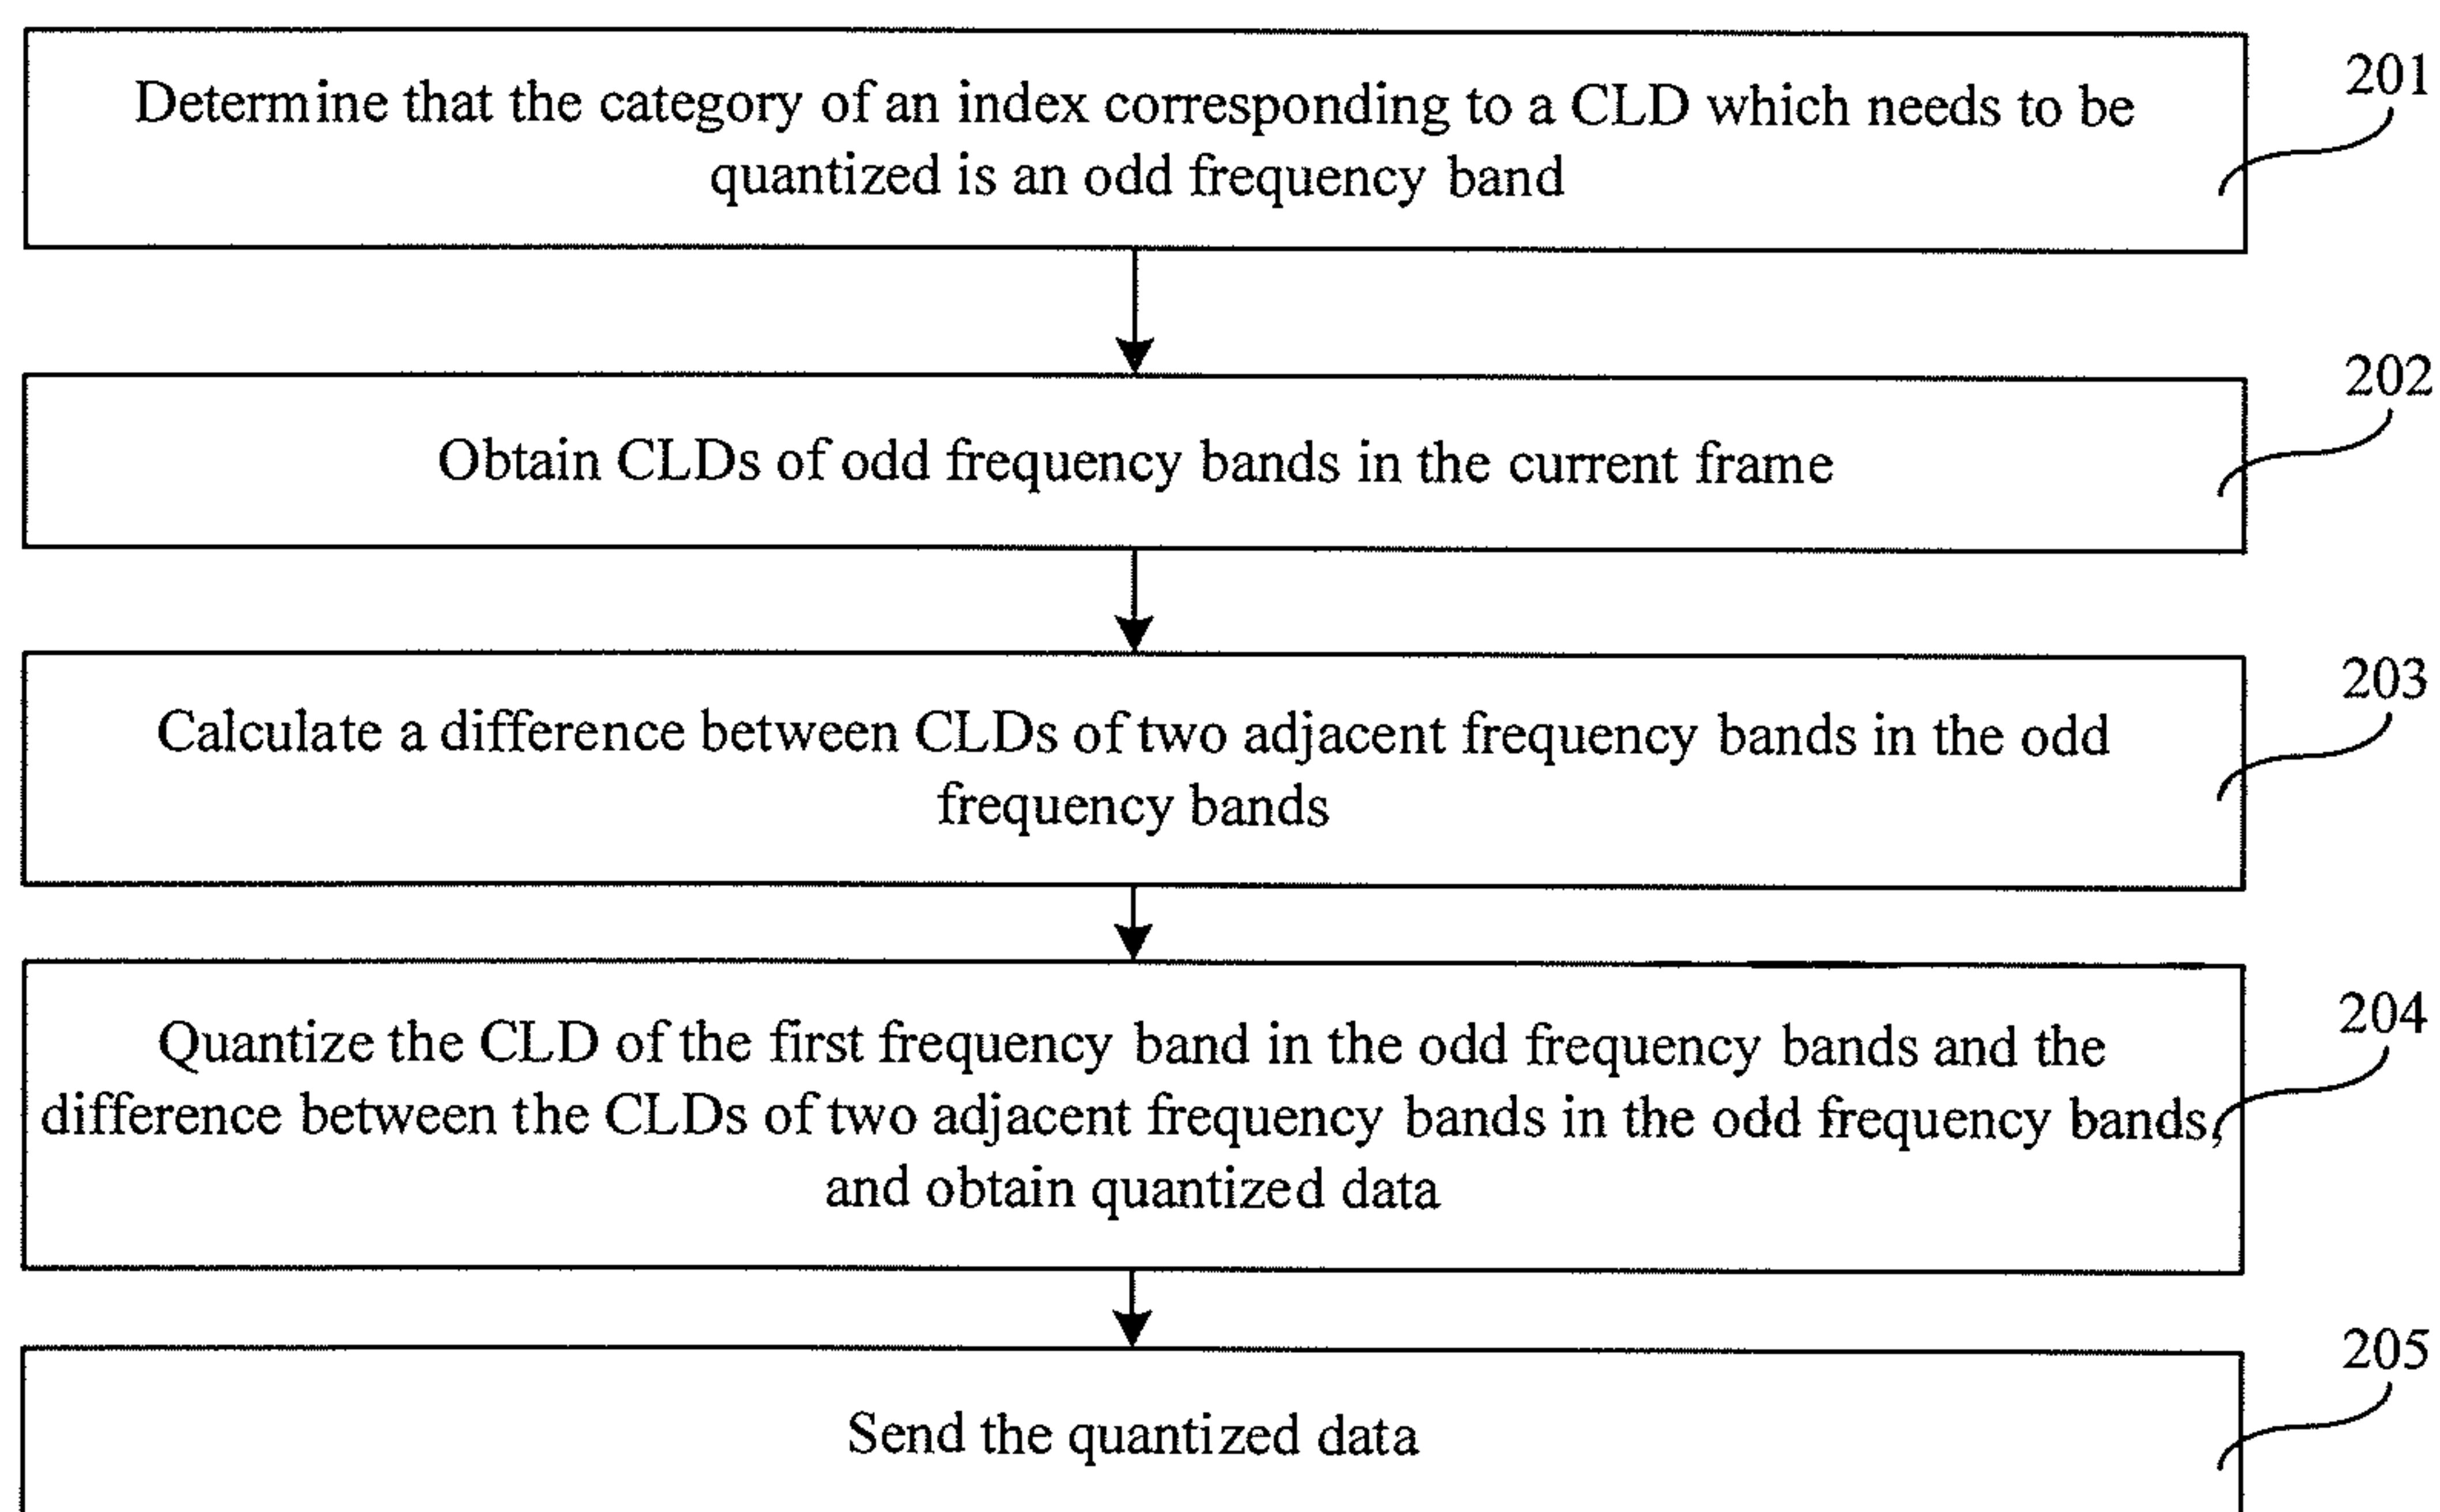 Determine that the category of an index corresponding to a CLD which needs to be
quantized is an odd frequency band
201
Obtain CLDs of odd frequency bands in the current frame
202
Calculate a difference between CLDs of two adjacent frequency bands in the odd
frequency bands
203
Quantize the CLD of the first frequency band in the odd frequency bands and the
difference between the CLDs of two adjacent frequency bands in the odd frequency bands,
and obtain quantized data
204
Send the quantized data
205